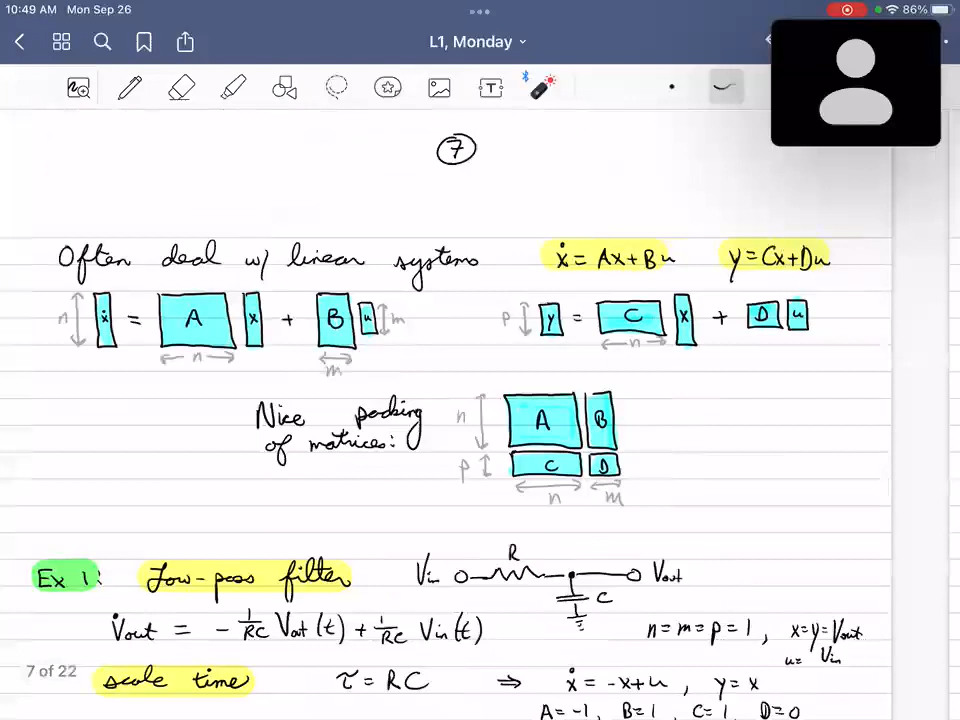 10:49 AM Mon Sep 26
86%
L1, Monday
7
Often deal w/ linear systems ẋ = Ax+Bu y=Cx+Du
n ẋ = A x + B u m p y = C x + D u
n m n
Nice packing of matrices:
n A B
p C D
n m
Ex 1: Low-pass filter Vin R Vout
C
V̇out = - 1/RC Vout(t) + 1/RC Vin(t) n=m=p=1, x=y=Vout
u= Vin
7 of 22
scale time τ = RC ⇒ ẋ = -x+u, y=x
A=-1, B=1, C=1, D=0